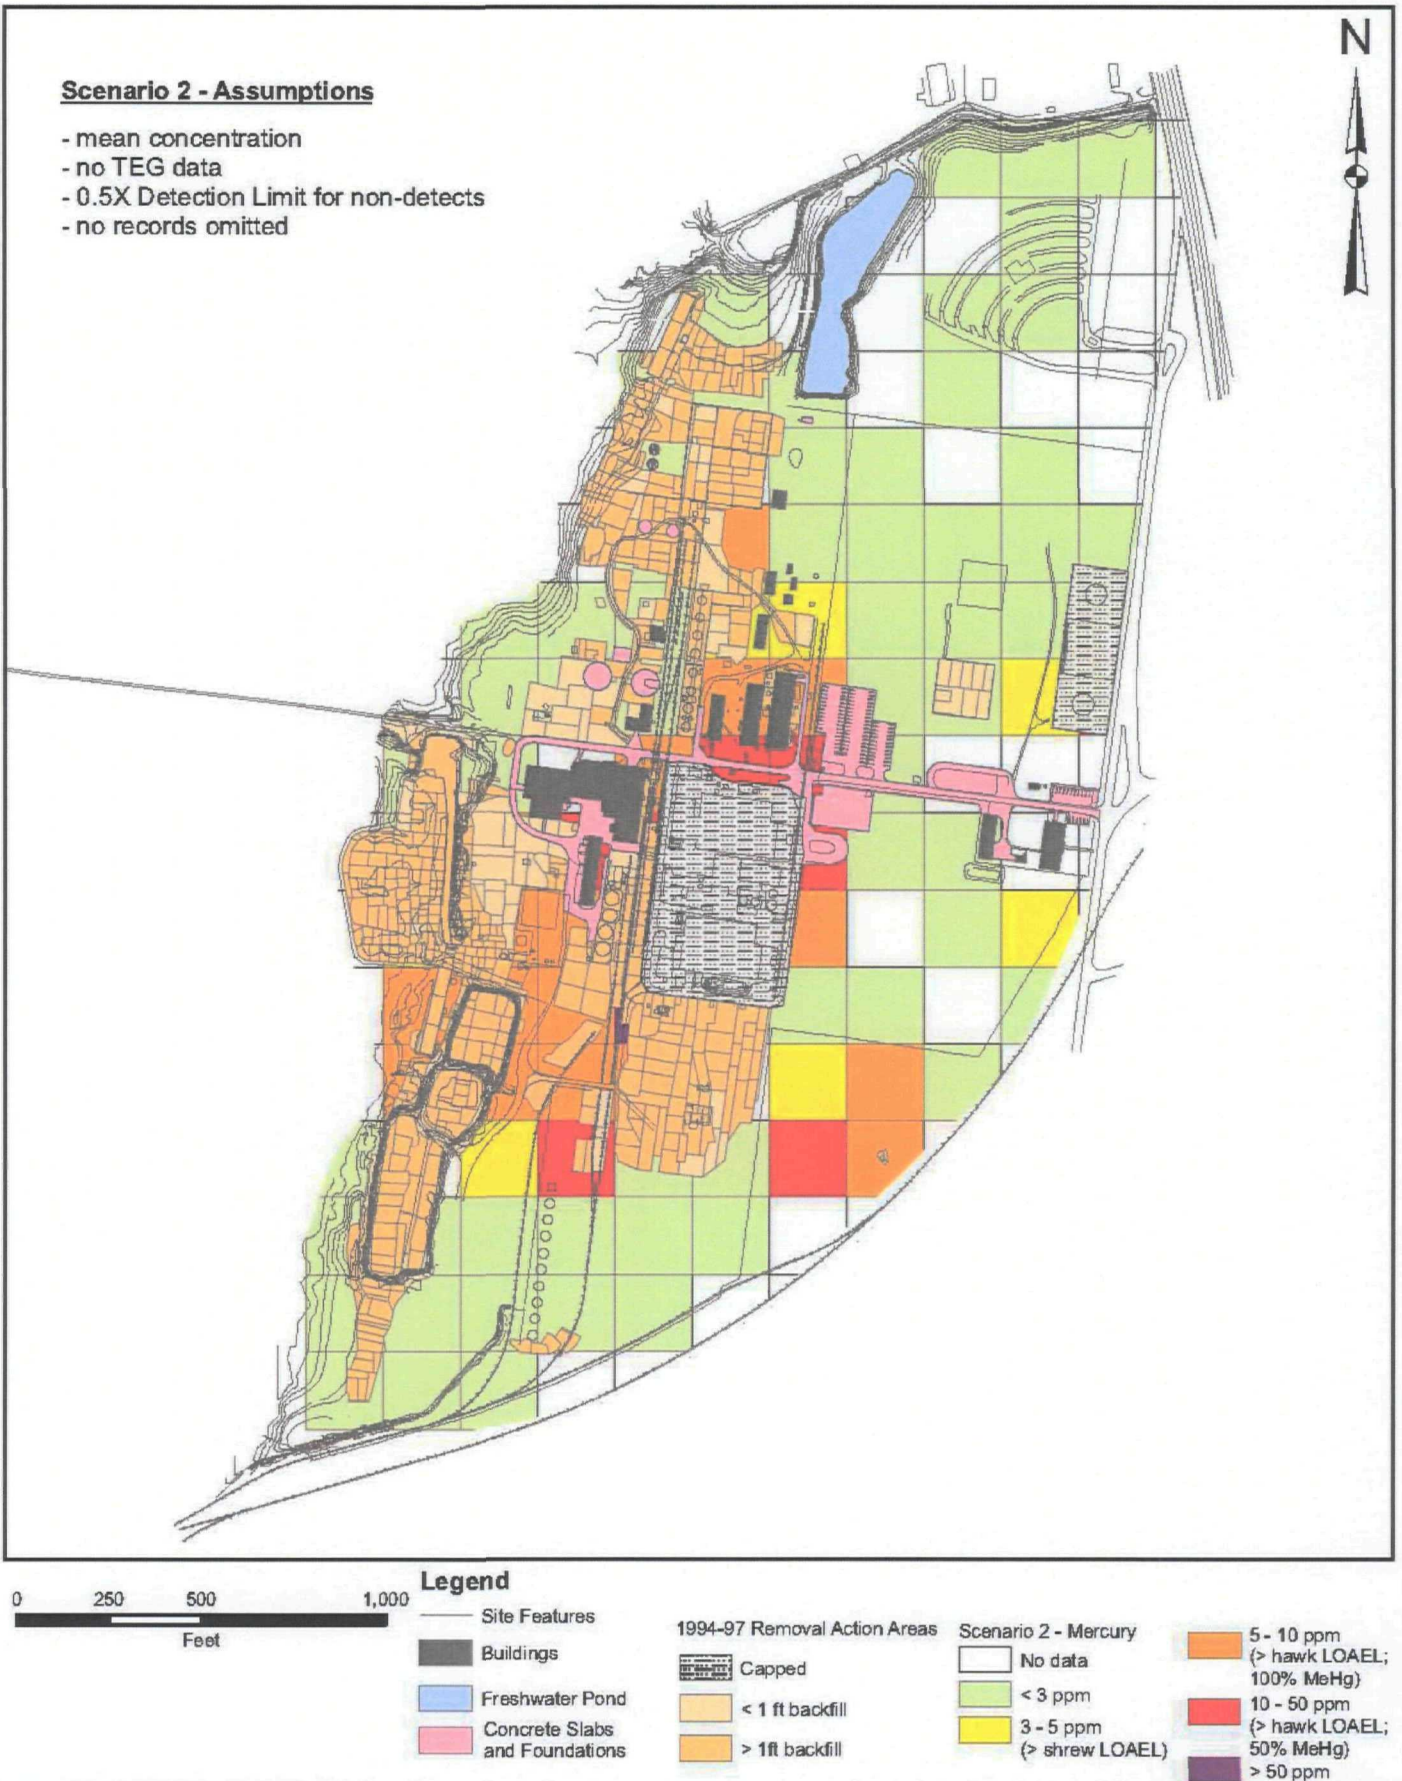 N
Scenario 2 - Assumptions
- mean concentration
- no TEG data
- 0.5X Detection Limit for non-detects
- no records omitted
0 250 500 1,000
Feet
Legend
Site Features
Buildings
Freshwater Pond
Concrete Slabs
and Foundations
1994-97 Removal Action Areas
Capped
< 1 ft backfill
> 1ft backfill
Scenario 2 - Mercury
No data
< 3 ppm
3 - 5 ppm
(> shrew LOAEL)
5 - 10 ppm
(> hawk LOAEL;
100% MeHg)
10 - 50 ppm
(> hawk LOAEL;
50% MeHg)
> 50 ppm